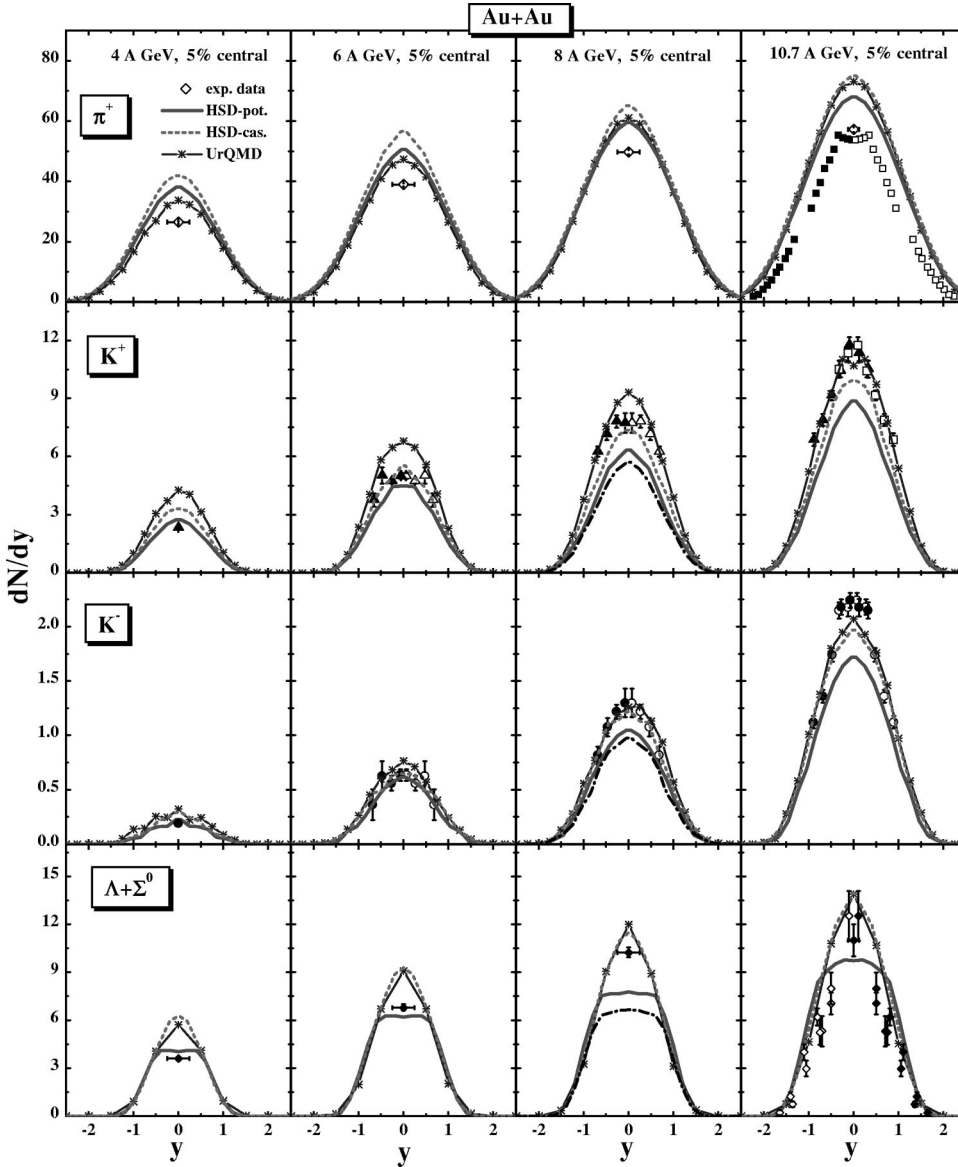 Au+Au
4 A GeV, 5% central
6 A GeV, 5% central
8 A GeV, 5% central
10.7 A GeV, 5% central
π⁺
exp. data
HSD-pot.
HSD-cas.
UrQMD
80
60
40
20
0
K⁺
12
9
6
3
0
dN/dy
K⁻
2.0
1.5
1.0
0.5
0.0
Λ+Σ⁰
15
12
9
6
3
0
-2 -1 0 1 2 -2 -1 0 1 2 -2 -1 0 1 2 -2 -1 0 1 2
y y y y